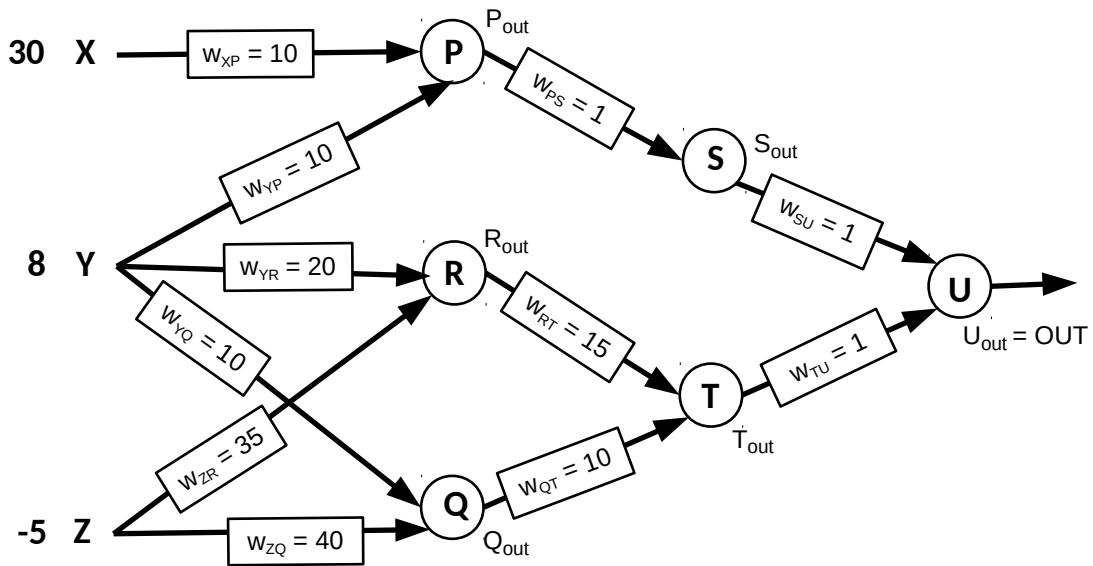 30 X
w_XP = 10
P
P_out
w_PS = 1
w_YP = 10
S
S_out
w_SU = 1
8 Y
w_YR = 20
R
R_out
w_RT = 15
U
U_out = OUT
w_YQ = 10
w_TU = 1
T
T_out
w_ZR = 35
w_QT = 10
Q
Q_out
-5 Z
w_ZQ = 40